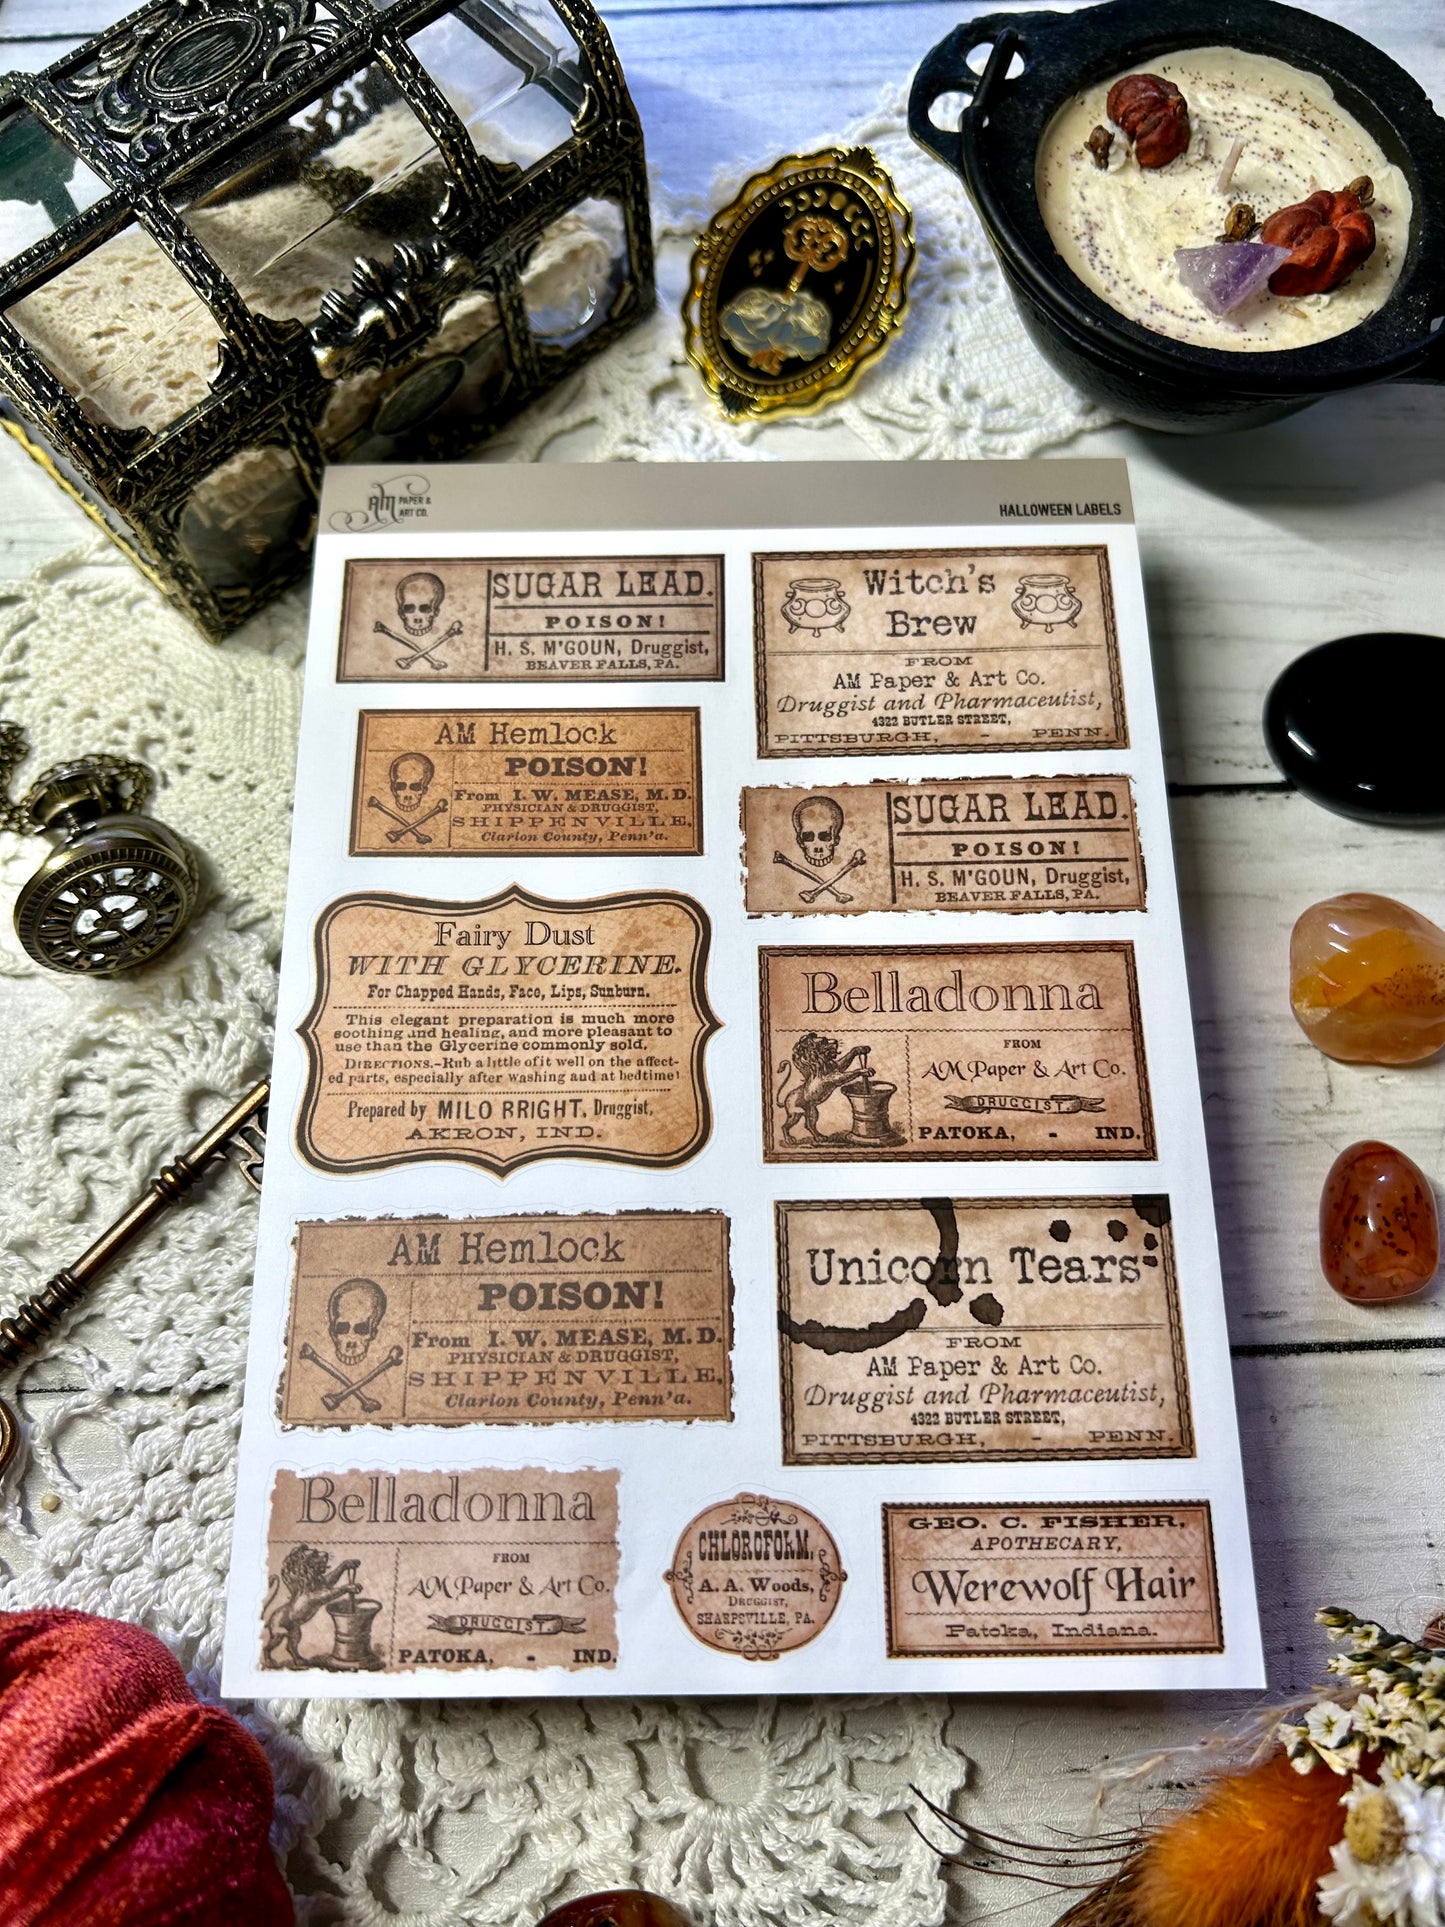 AM PAPER &
ART CO.
HALLOWEEN LABELS
SUGAR LEAD.
POISON!
H. S. M'GOUN, Druggist,
BEAVER FALLS, PA.
Witch's
Brew
FROM
AM Paper & Art Co.
Druggist and Pharmaceutist,
4322 BUTLER STREET,
PITTSBURGH, - PENN.
AM Hemlock
POISON!
From I. W. MEASE, M. D.
PHYSICIAN & DRUGGIST,
SHIPPENVILLE,
Clarion County, Penn'a.
SUGAR LEAD.
POISON!
H. S. M'GOUN, Druggist,
BEAVER FALLS, PA.
Fairy Dust
WITH GLYCERINE.
For Chapped Hands, Face, Lips, Sunburn.
This elegant preparation is much more
soothing and healing, and more pleasant to
use than the Glycerine commonly sold.
DIRECTIONS.-Rub a little of it well on the affect-
ed parts, especially after washing and at bedtime!
Prepared by MILO BRIGHT, Druggist,
AKRON, IND.
Belladonna
FROM
AM Paper & Art Co.
DRUGGIST.
PATOKA, - IND.
AM Hemlock
POISON!
From I. W. MEASE, M. D.
PHYSICIAN & DRUGGIST,
SHIPPENVILLE,
Clarion County, Penn'a.
Unicorn Tears
FROM
AM Paper & Art Co.
Druggist and Pharmaceutist,
4322 BUTLER STREET,
PITTSBURGH, - PENN.
Belladonna
FROM
AM Paper & Art Co.
DRUGGIST.
PATOKA, - IND.
CHLOROFORM.
A. A. Woods,
DRUGGIST,
SHARPSVILLE, PA.
GEO. C. FISHER,
APOTHECARY,
Werewolf Hair
Patoka, Indiana.